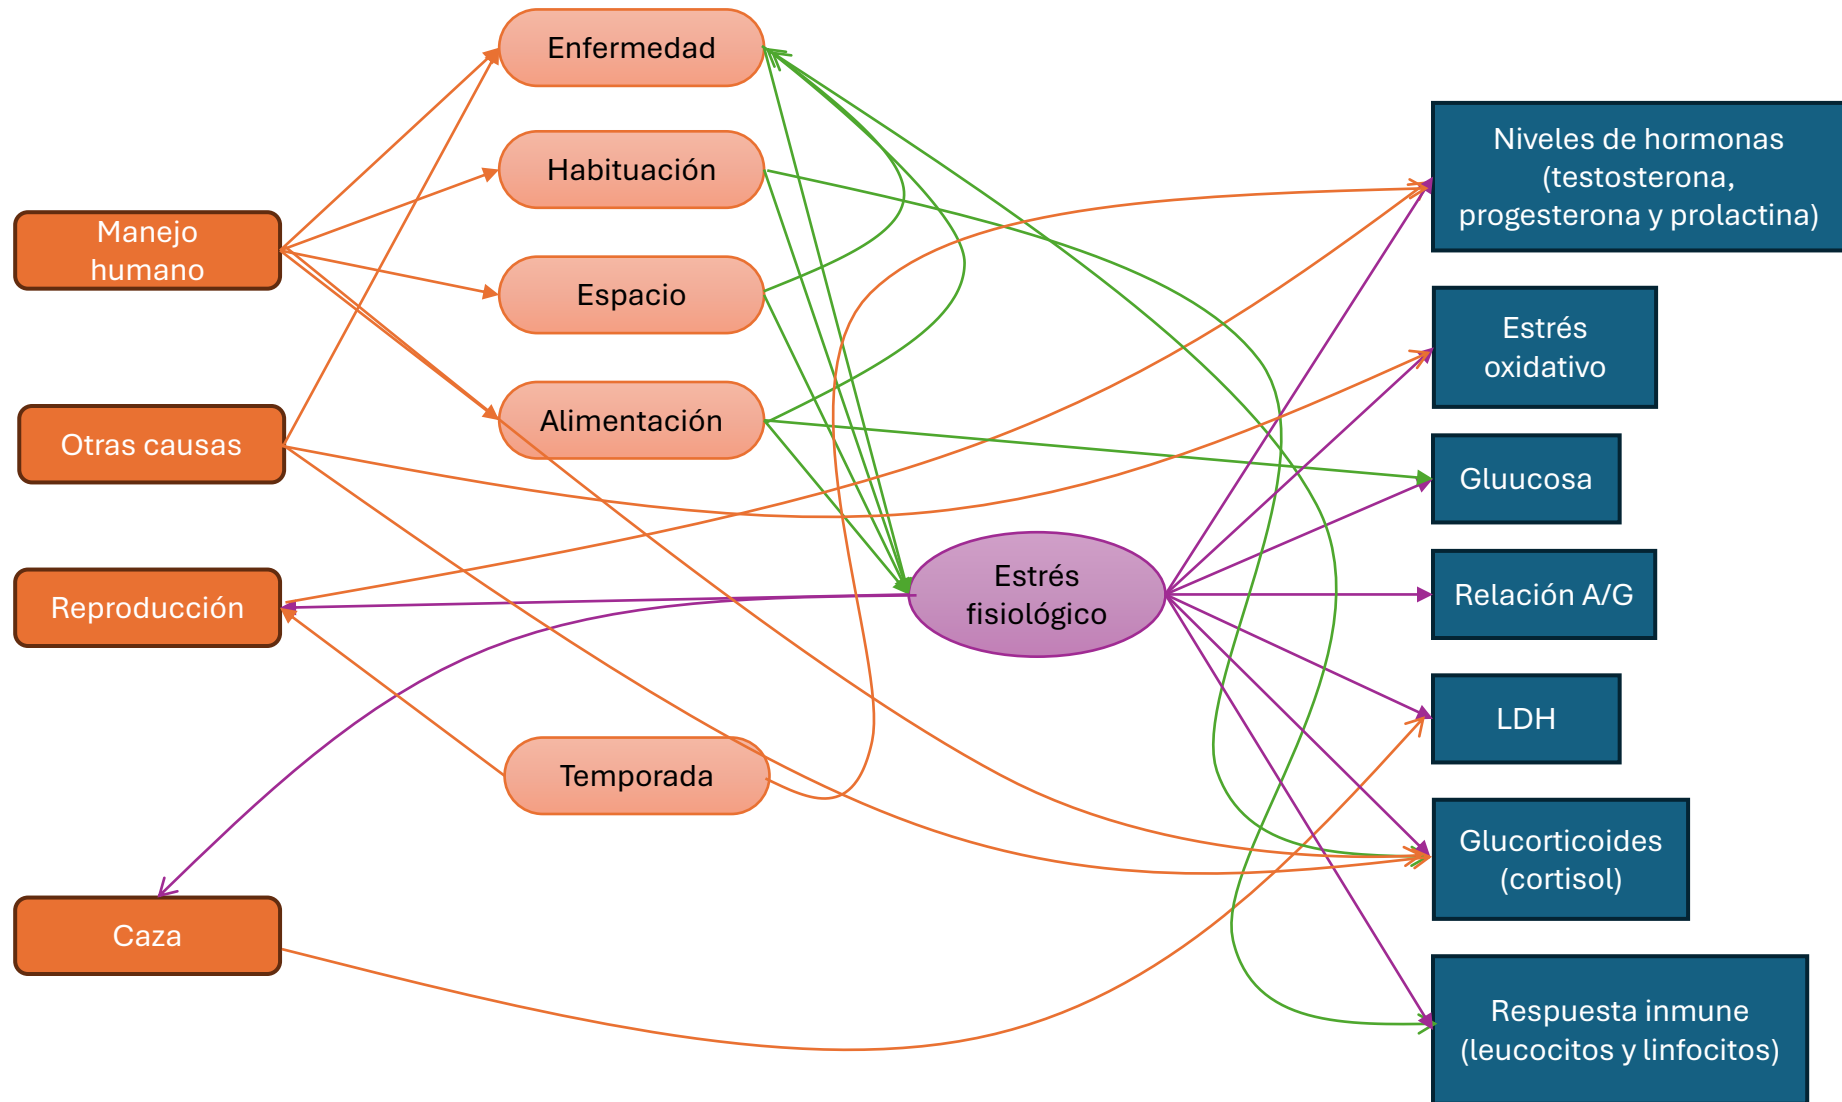 Enfermedad
Habituación
Espacio
Alimentación
Temporada
Manejo
humano
Otras causas
Reproducción
Caza
Estrés
fisiológico
Niveles de hormonas
(testosterona,
progesterona y prolactina)
Estrés
oxidativo
Gluucosa
Relación A/G
LDH
Glucorticoides
(cortisol)
Respuesta inmune
(leucocitos y linfocitos)